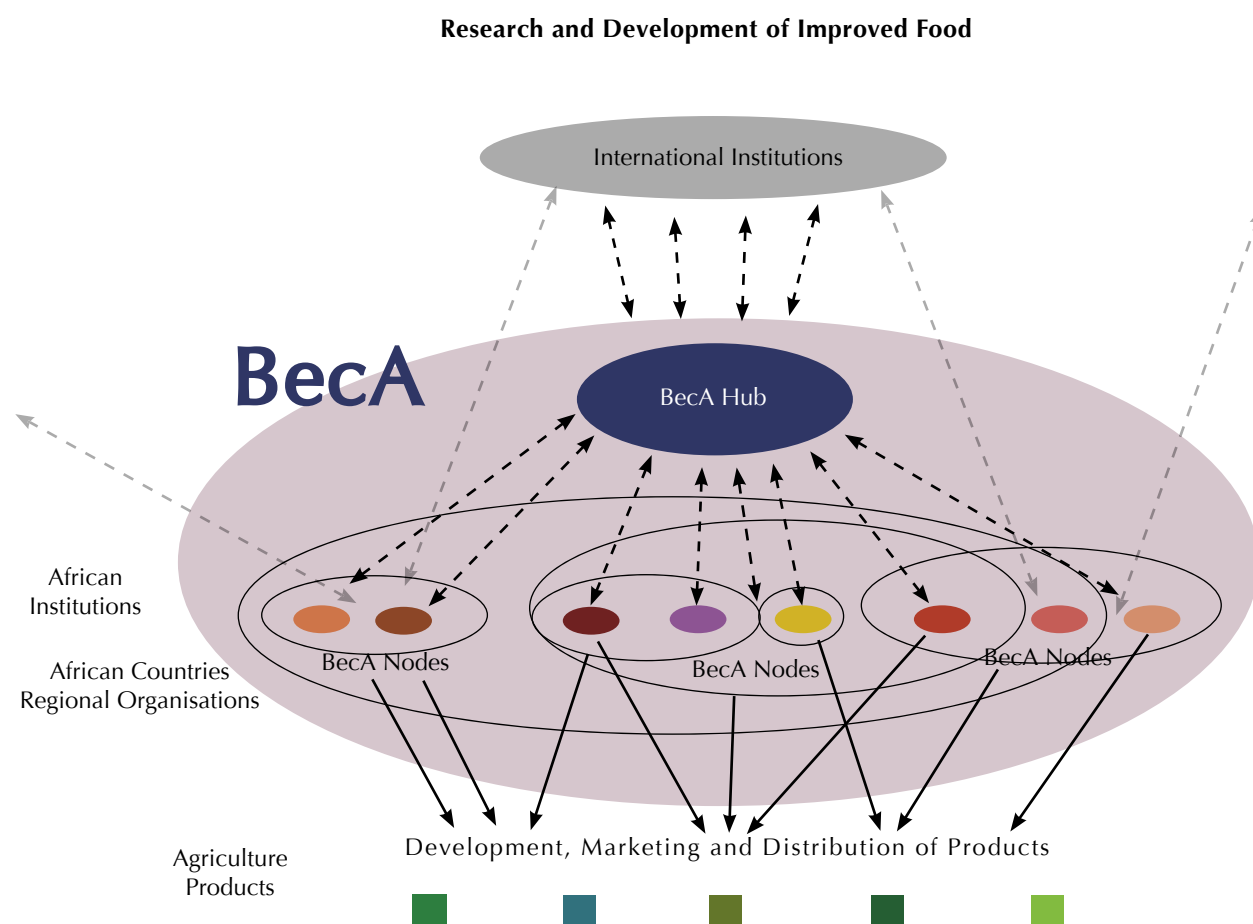 Research and Development of Improved Food
International Institutions
BecA
BecA Hub
African
Institutions
BecA Nodes
BecA Nodes
BecA Nodes
African Countries
Regional Organisations
Development, Marketing and Distribution of Products
Agriculture
Products